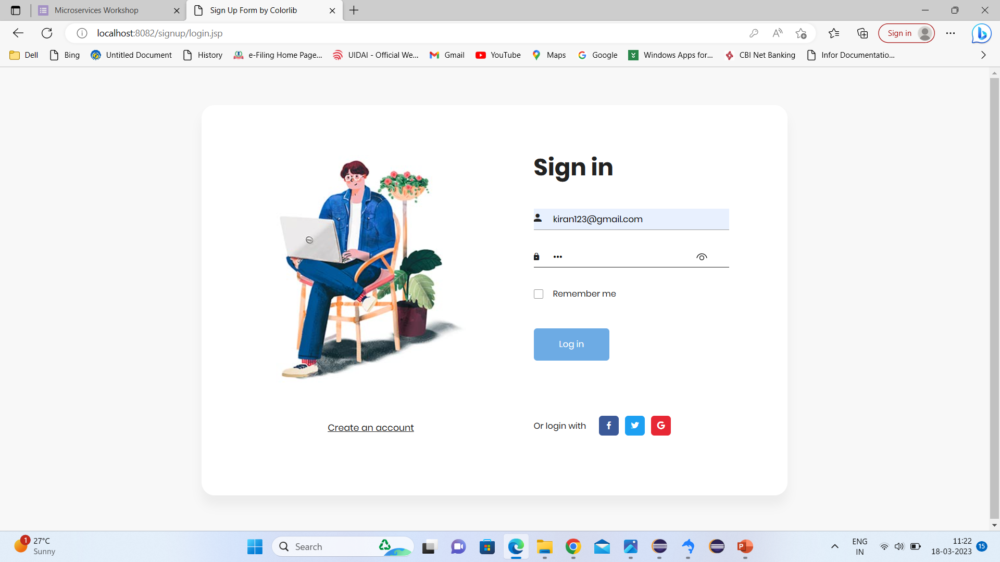 Microservices Workshop
Sign Up Form by Colorlib
localhost:8082/signup/login.jsp
Sign in
Dell
Bing
Untitled Document
History
e-Filing Home Page...
UIDAI - Official We...
Gmail
YouTube
Maps
Google
Windows Apps for...
CBI Net Banking
Infor Documentatio...
Sign in
kiran123@gmail.com
•••
Remember me
Log in
Create an account
Or login with
1
27°C
Sunny
Search
ENG
IN
11:22
18-03-2023
15